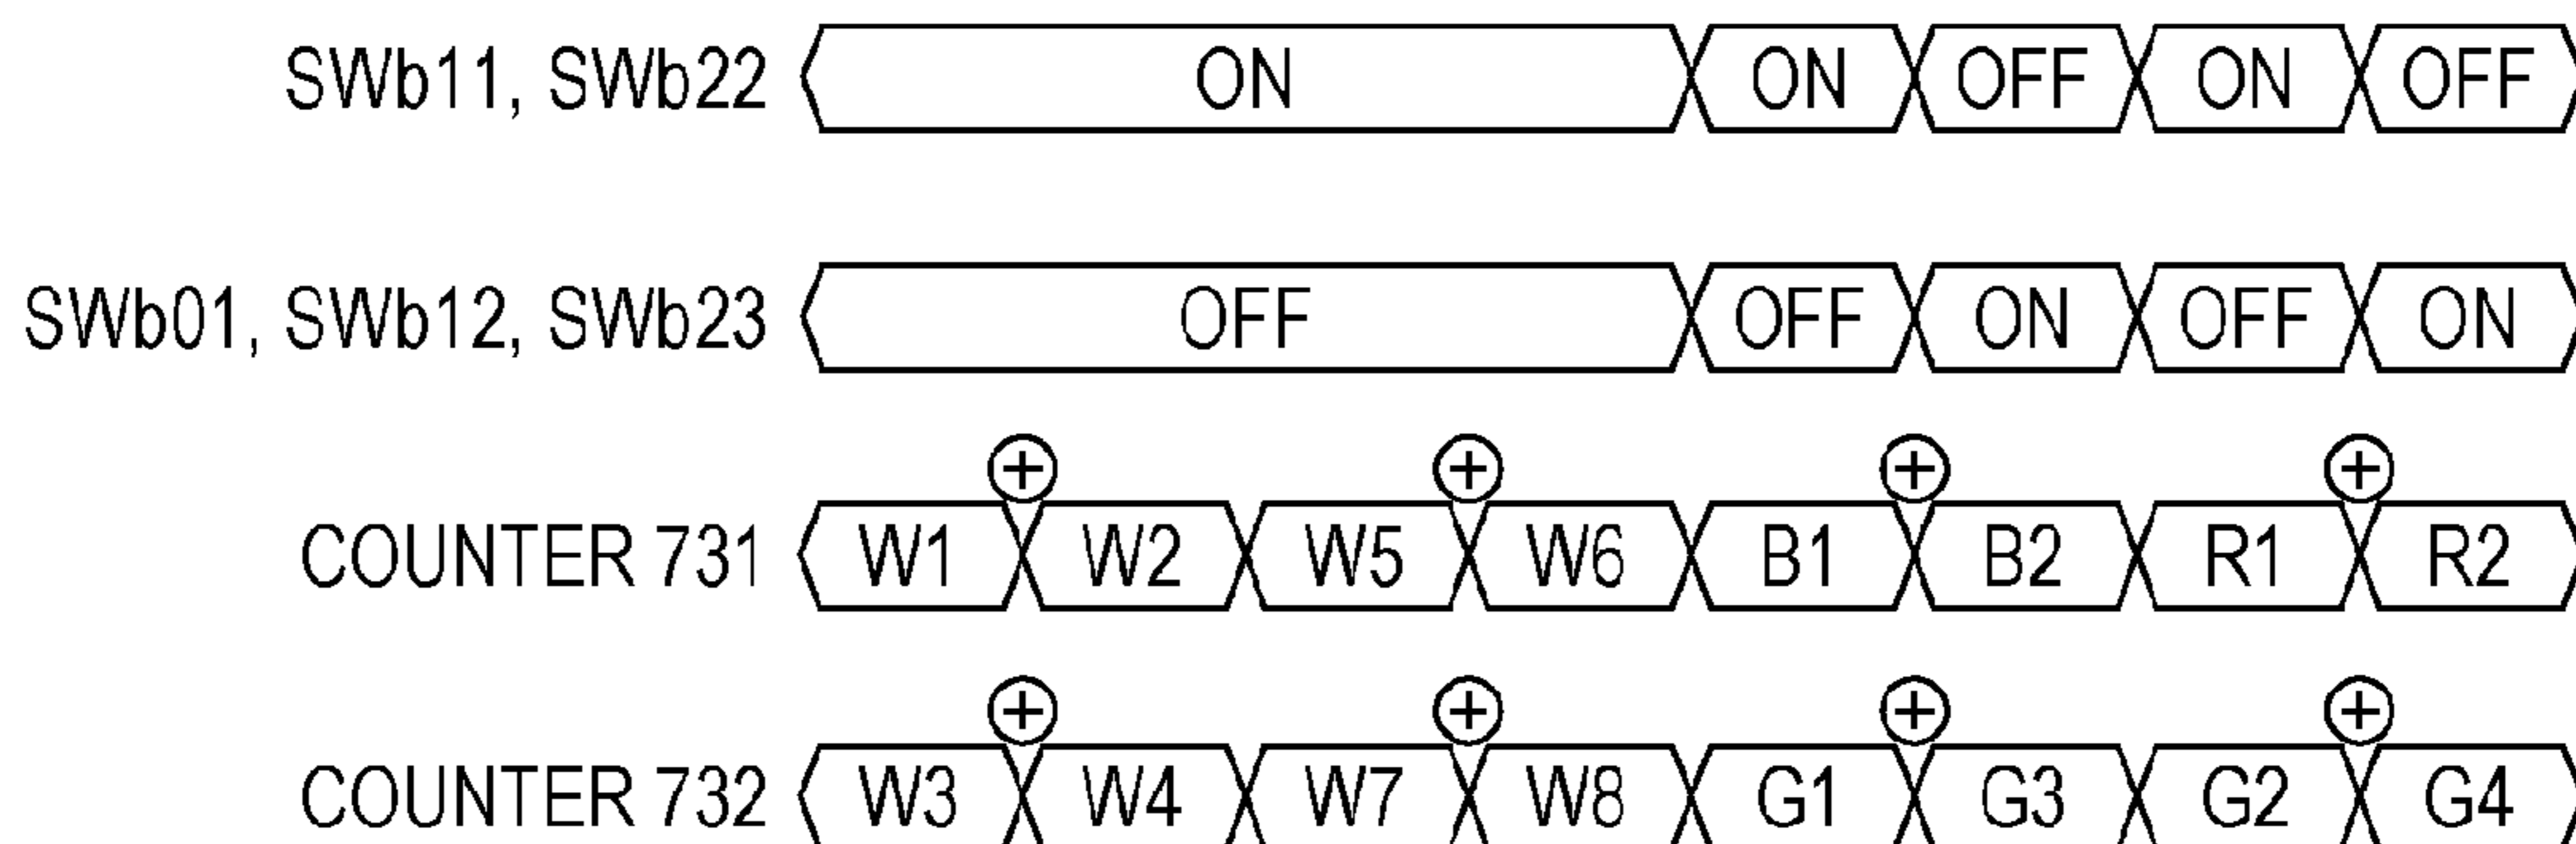 SWb11, SWb22 ON ON OFF ON OFF
SWb01, SWb12, SWb23 OFF OFF ON OFF ON
+ + + +
COUNTER 731 W1 W2 W5 W6 B1 B2 R1 R2
+ + + +
COUNTER 732 W3 W4 W7 W8 G1 G3 G2 G4